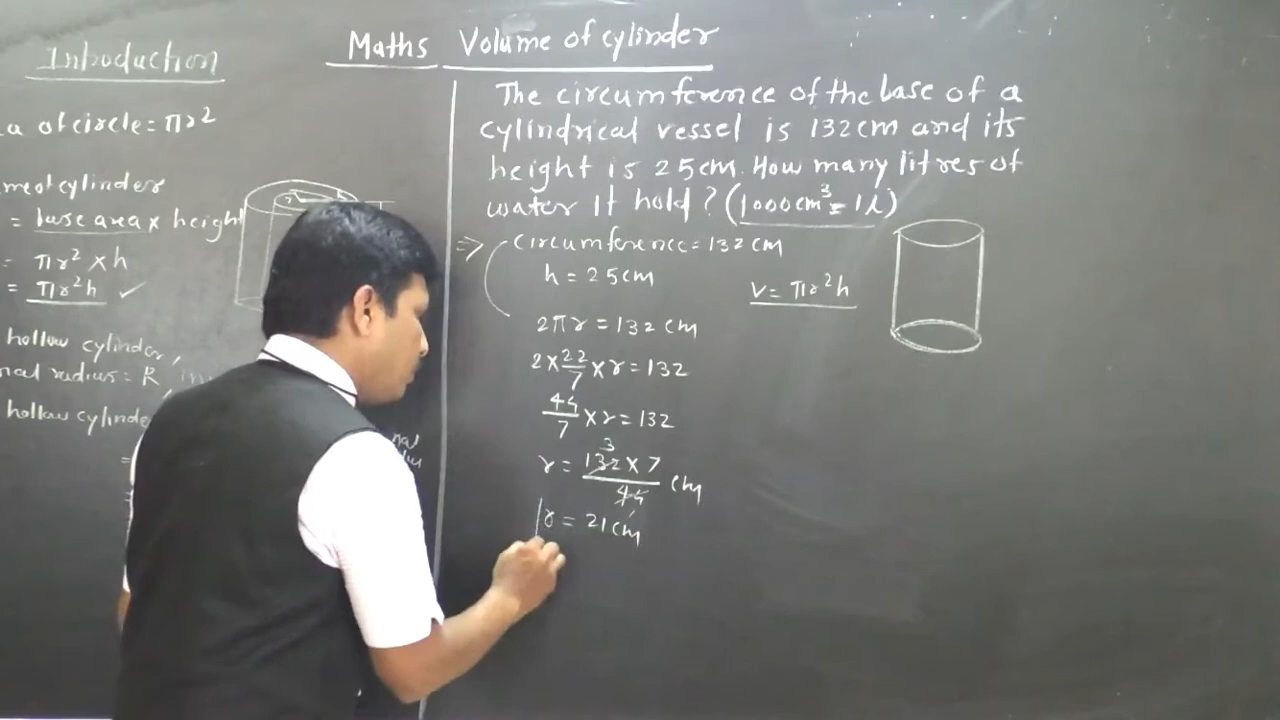 Introduction
a of circle = πr²
me of cylinder
= base area × height
= πr² × h
= πr²h ✓
hollow cylinder,
nal radius = R,
hollow cylinde
Maths Volume of cylinder
The circumference of the base of a
cylindrical vessel is 132cm and its
height is 25cm. How many litres of
water it hold? (1000cm³ = 1l)
⇒ circumference = 132 cm
h = 25cm
V = πr²h
2πr = 132 cm
2 × 22/7 × r = 132
44/7 × r = 132
3
r = 132 × 7 / 44 cm
r = 21cm